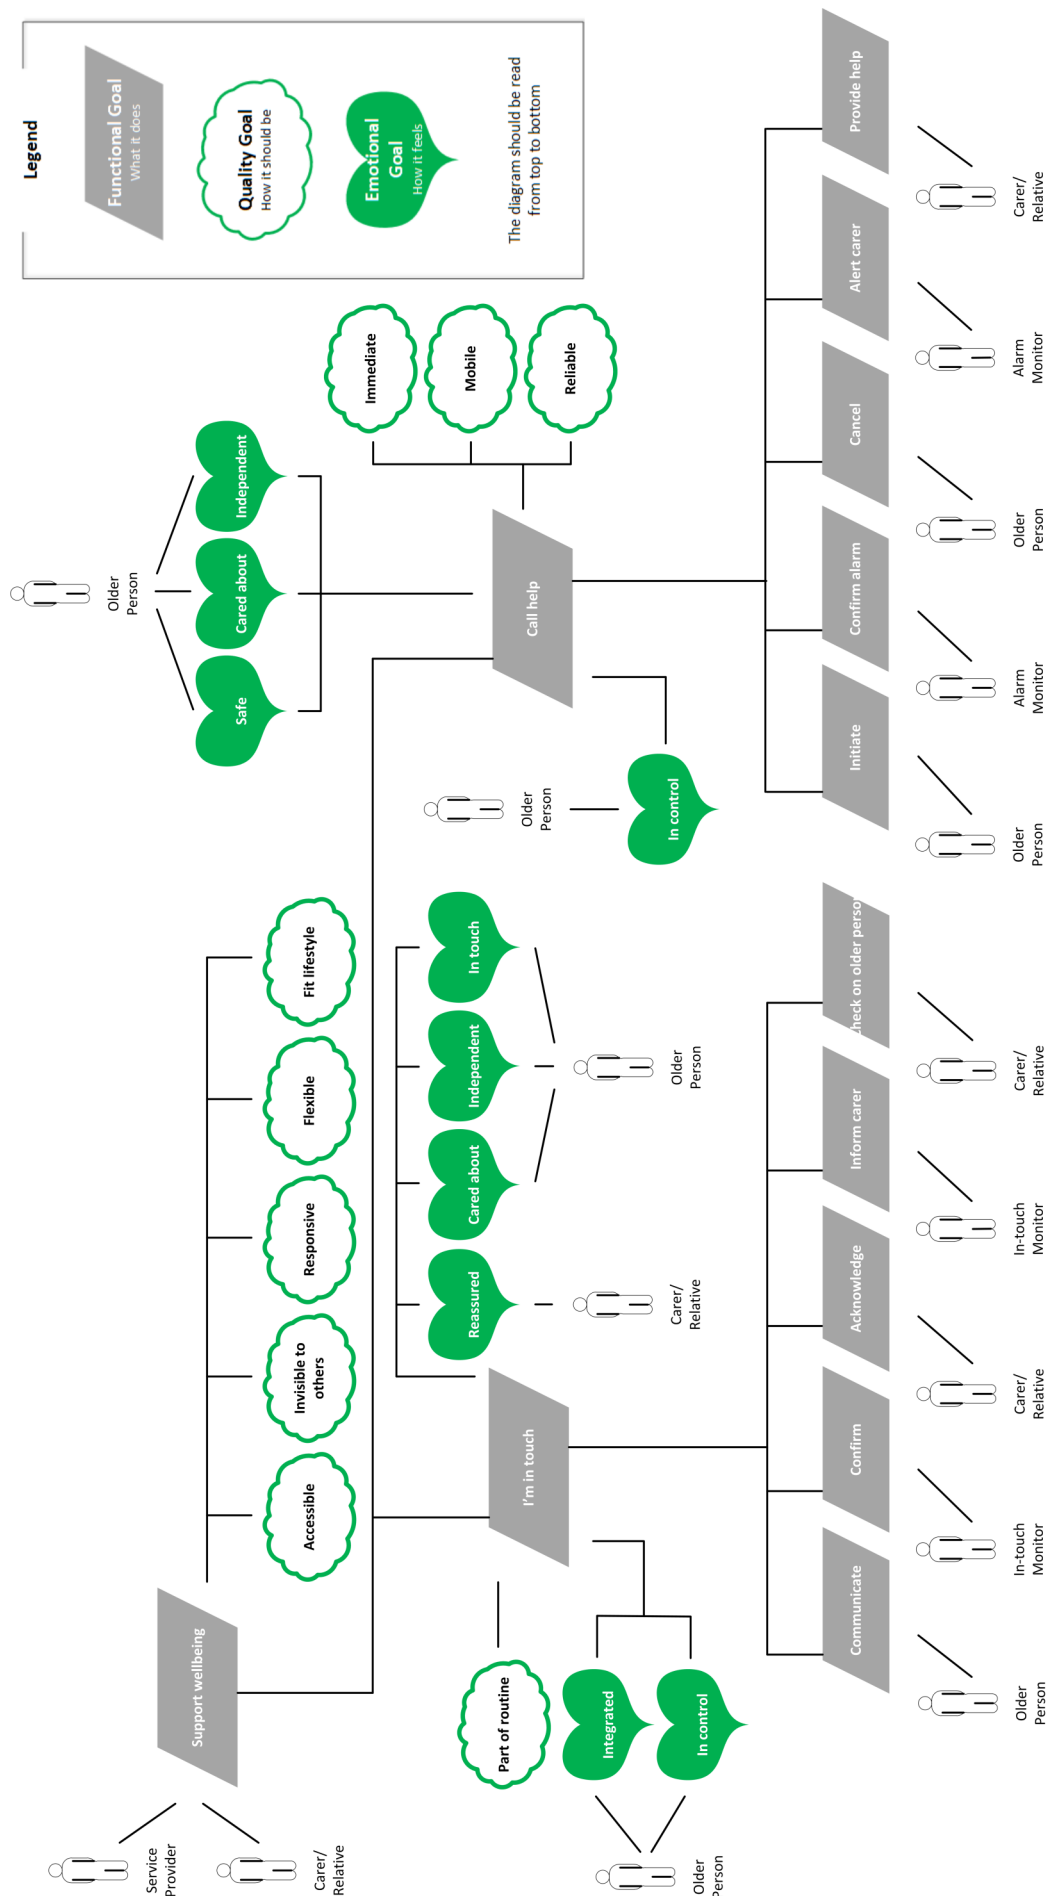 Service
Provider
Carer/
Relative
Support wellbeing
Accessible
Invisible to
others
Responsive
Flexible
Fit lifestyle
Older
Person
Safe
Cared about
Independent
Legend
Functional Goal
What it does
Quality Goal
How it should be
Emotional
Goal
How it feels
The diagram should be read
from top to bottom
Immediate
Mobile
Reliable
Call help
Older
Person
In control
Reassured
Cared about
Independent
In touch
Carer/
Relative
Older
Person
I'm in touch
Part of routine
Integrated
In control
Older
Person
Communicate
Confirm
Acknowledge
Inform carer
heck on older perso
Initiate
Confirm alarm
Cancel
Alert carer
Provide help
Older
Person
In-touch
Monitor
Carer/
Relative
In-touch
Monitor
Carer/
Relative
Older
Person
Alarm
Monitor
Older
Person
Alarm
Monitor
Carer/
Relative